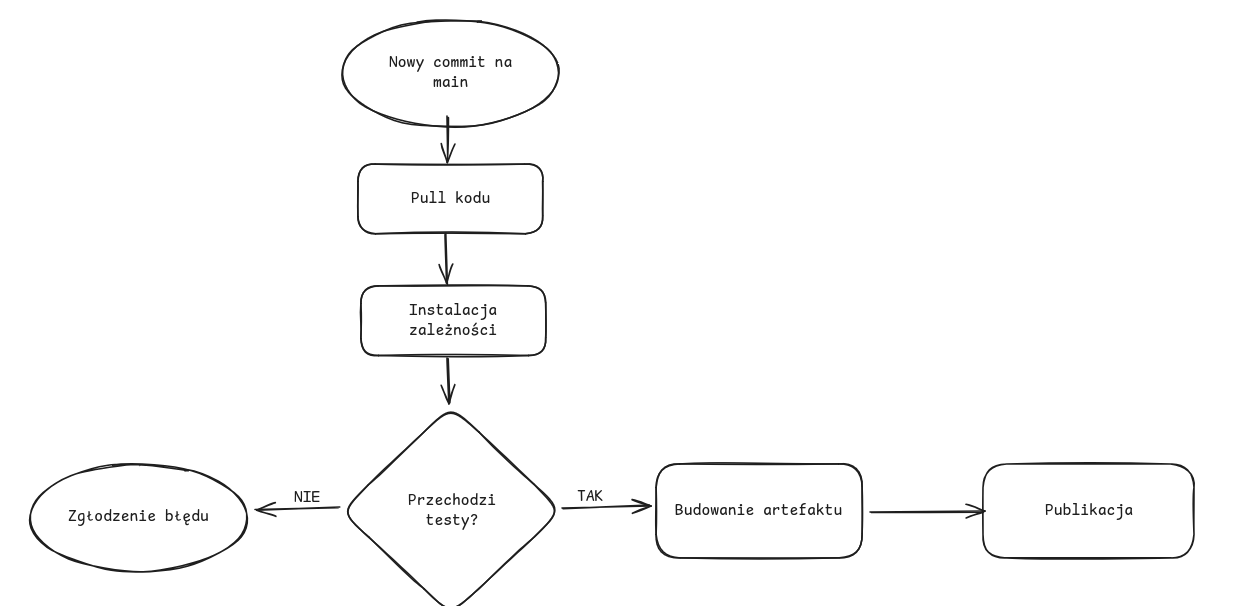 Nowy commit na
main
Pull kodu
Instalacja
zależności
Przechodzi
testy?
NIE
TAK
Zgłodzenie błędu
Budowanie artefaktu
Publikacja